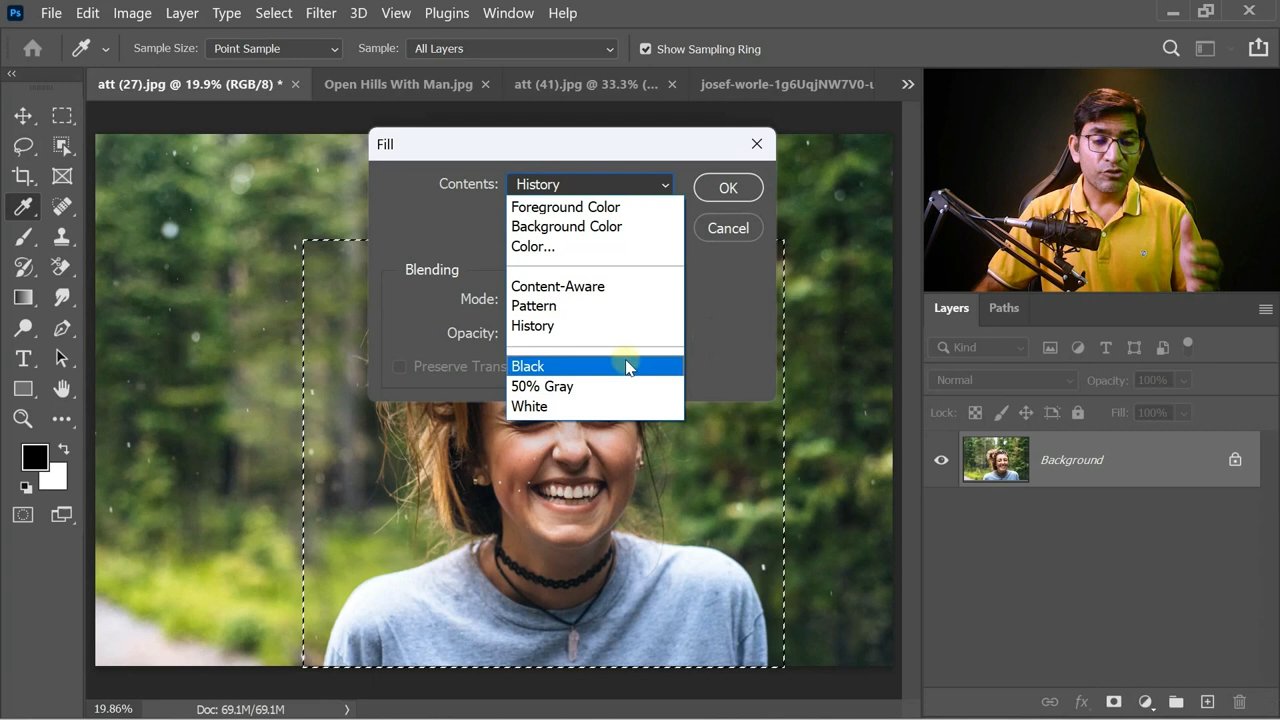 Ps File Edit Image Layer Type Select Filter 3D View Plugins Window Help
Sample Size: Point Sample Sample: All Layers Show Sampling Ring
att (27).jpg @ 19.9% (RGB/8) * Open Hills With Man.jpg att (41).jpg @ 33.3% (... josef-worle-1g6UqjNW7V0-u
Fill
Contents: History
OK
Foreground Color
Background Color
Cancel
Color...
Blending
Content-Aware
Mode:
Pattern
History
Opacity:
Preserve Trans
Black
50% Gray
White
Layers Paths
Kind
Normal Opacity: 100%
Lock: Fill: 100%
Background
19.86% Doc: 69.1M/69.1M